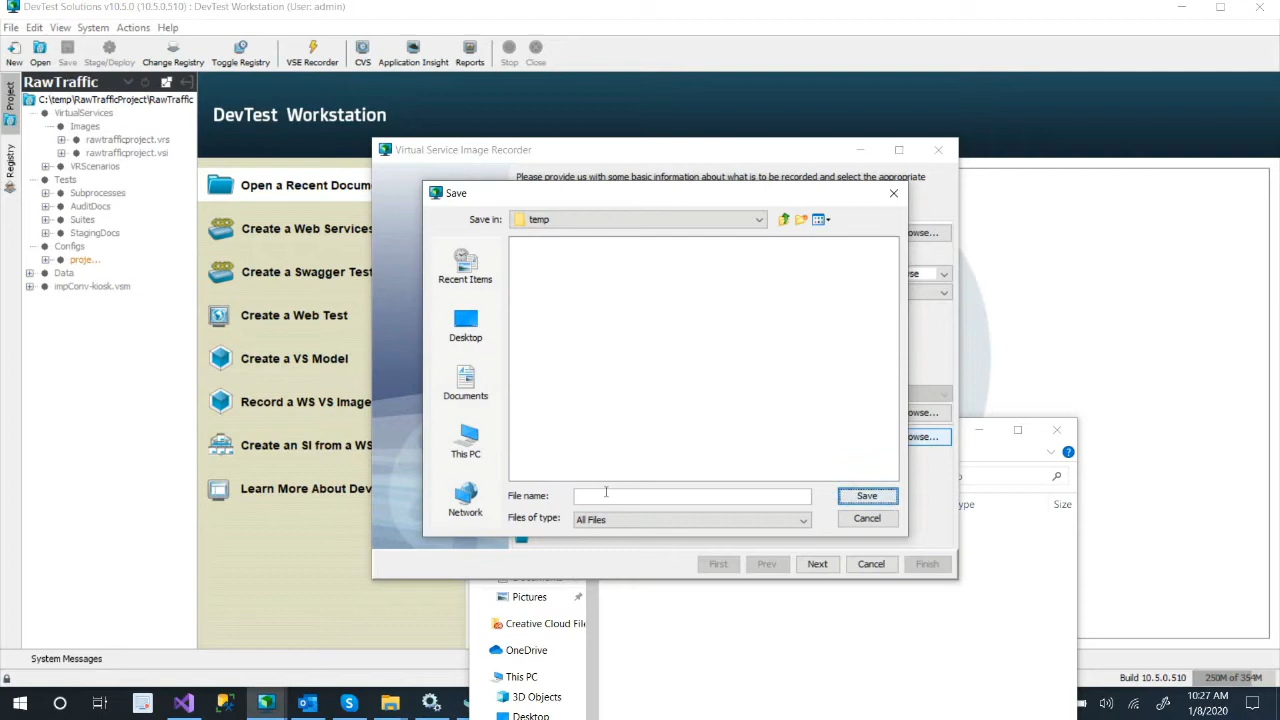 DevTest Solutions v10.5.0 (10.5.0.510) : DevTest Workstation (User: admin)
File Edit View System Actions Help
New Open Save Stage/Deploy Change Registry Toggle Registry VSE Recorder CVS Application Insight Reports Stop Close
Project
Registry
RawTraffic
C:\temp\RawTrafficProject\RawTraffic
VirtualServices
Images
rawtrafficproject.vrs
rawtrafficproject.vsi
VRScenarios
Tests
Subprocesses
AuditDocs
Suites
StagingDocs
Configs
proje...
Data
impConv-kiosk.vsm
DevTest Workstation
Open a Recent Docum
Create a Web Services
Create a Swagger Test
Create a Web Test
Create a VS Model
Record a WS VS Image
Create an SI from a WS
Learn More About Dev
Virtual Service Image Recorder
Please provide us with some basic information about what is to be recorded and select the appropriate
Save
Save in: temp
Recent Items
Desktop
Documents
This PC
Network
File name:
Save
Files of type: All Files
Cancel
owse...
owse...
owse...
First Prev Next Cancel Finish
Size
Pictures
Creative Cloud File
OneDrive
This PC
3D Objects
Desktop
System Messages
Build 10.5.0.510 250M of 354M
10:27 AM
1/8/2020